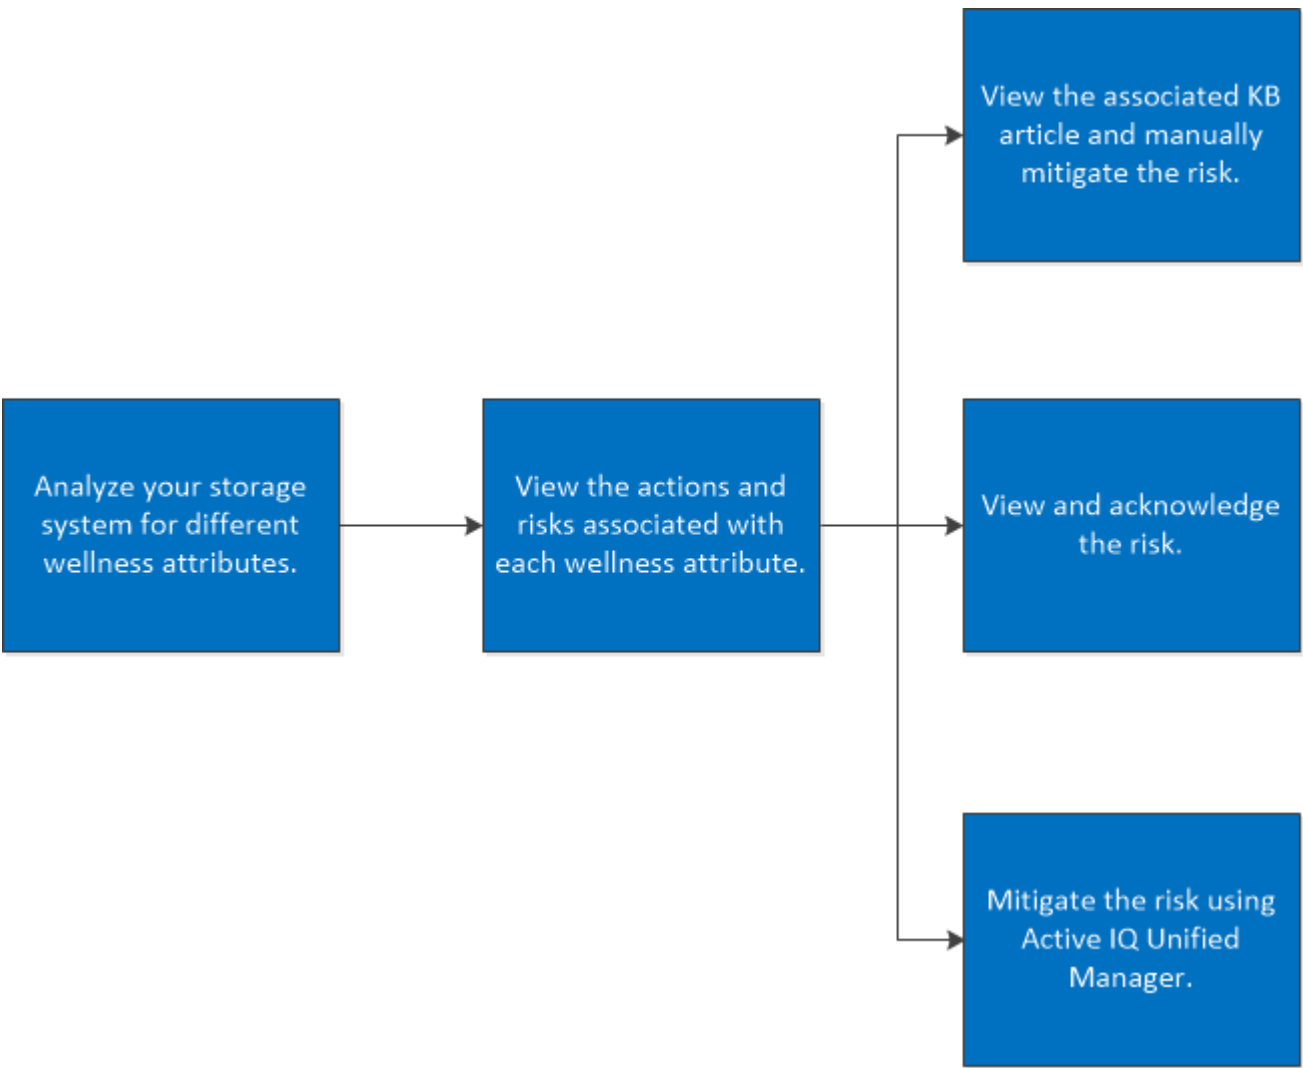 View the associated KB
article and manually
mitigate the risk.
Analyze your storage
system for different
wellness attributes.
View the actions and
risks associated with
each wellness attribute.
View and acknowledge
the risk.
Mitigate the risk using
Active IQ Unified
Manager.